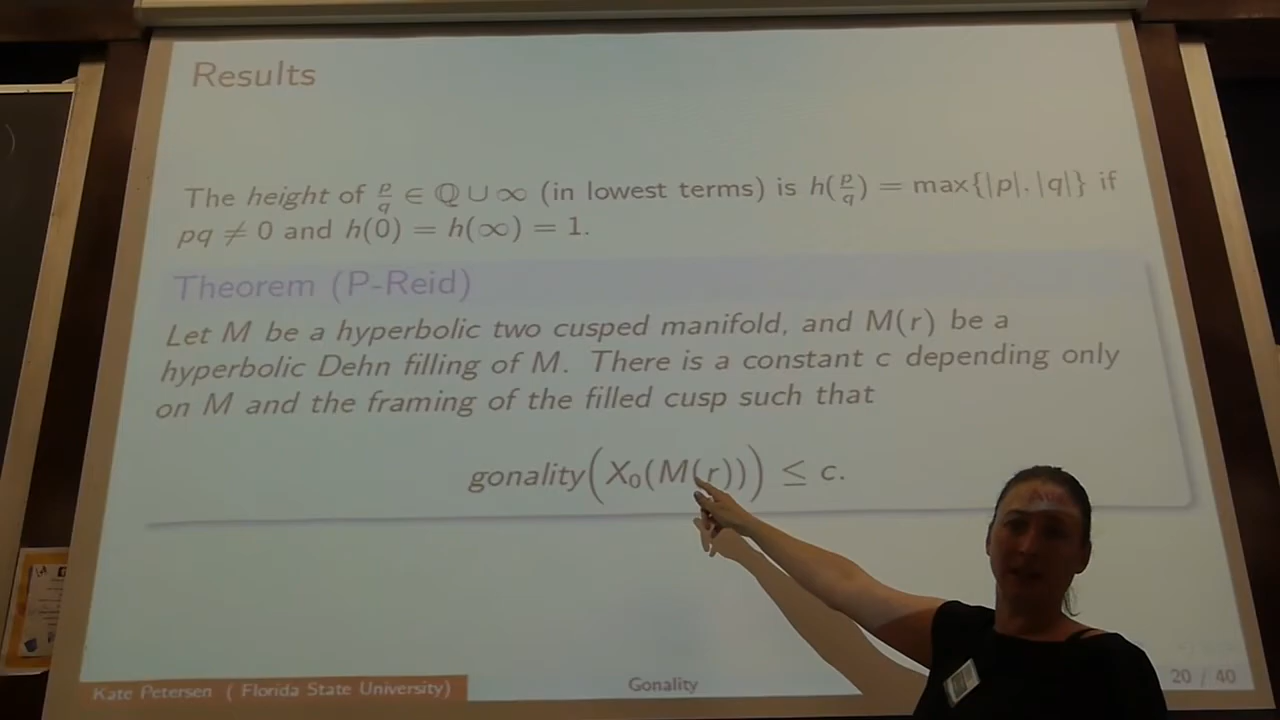 Results
The height of p/q ∈ ℚ ∪ ∞ (in lowest terms) is h(p/q) = max{|p|, |q|} if
pq ≠ 0 and h(0) = h(∞) = 1.
Theorem (P-Reid)
Let M be a hyperbolic two cusped manifold, and M(r) be a
hyperbolic Dehn filling of M. There is a constant c depending only
on M and the framing of the filled cusp such that
gonality(X₀(M(r))) ≤ c.
Kate Petersen ( Florida State University)
Gonality
20 / 40